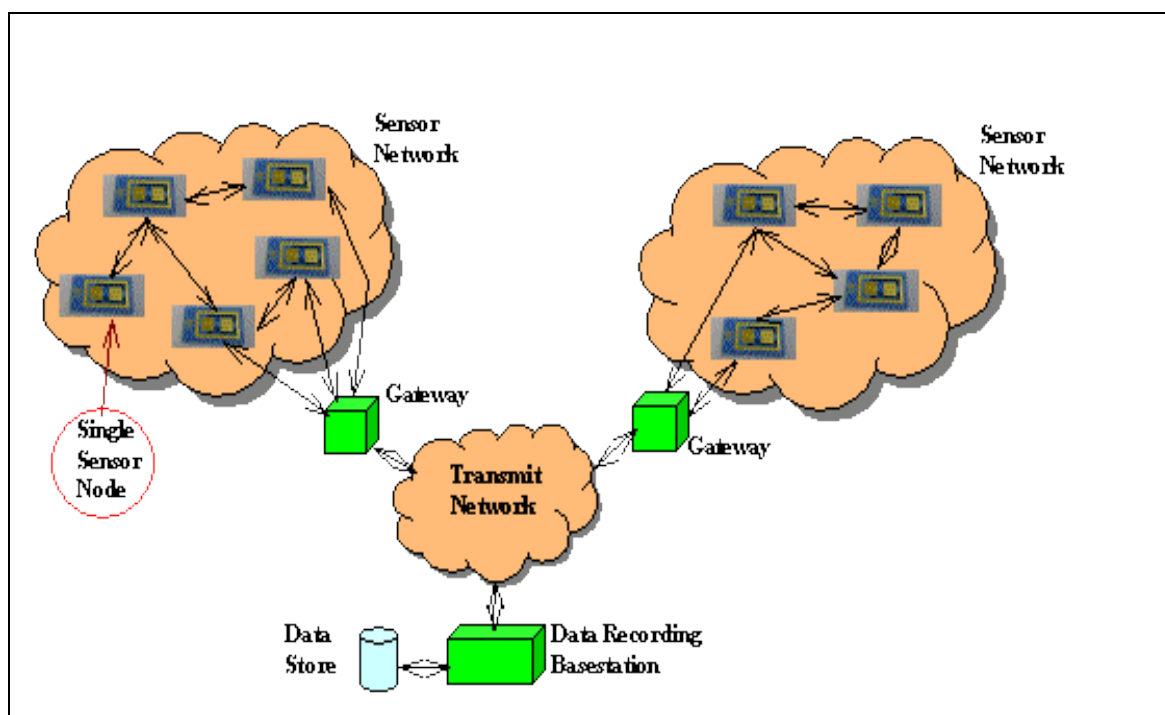 Sensor
Network
Sensor
Network
Gateway
Single
Sensor
Node
Gateway
Transmit
Network
Data
Store
Data Recording
Basestation